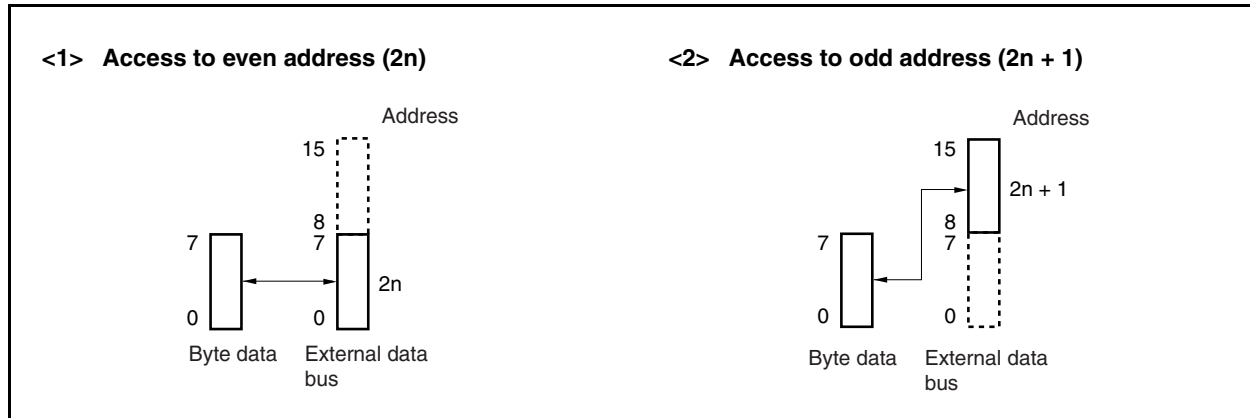 <1> Access to even address (2n)
Address
15
8
7
7
2n
0
0
Byte data
External data
bus
<2> Access to odd address (2n + 1)
Address
15
2n + 1
8
7
7
0
0
Byte data
External data
bus